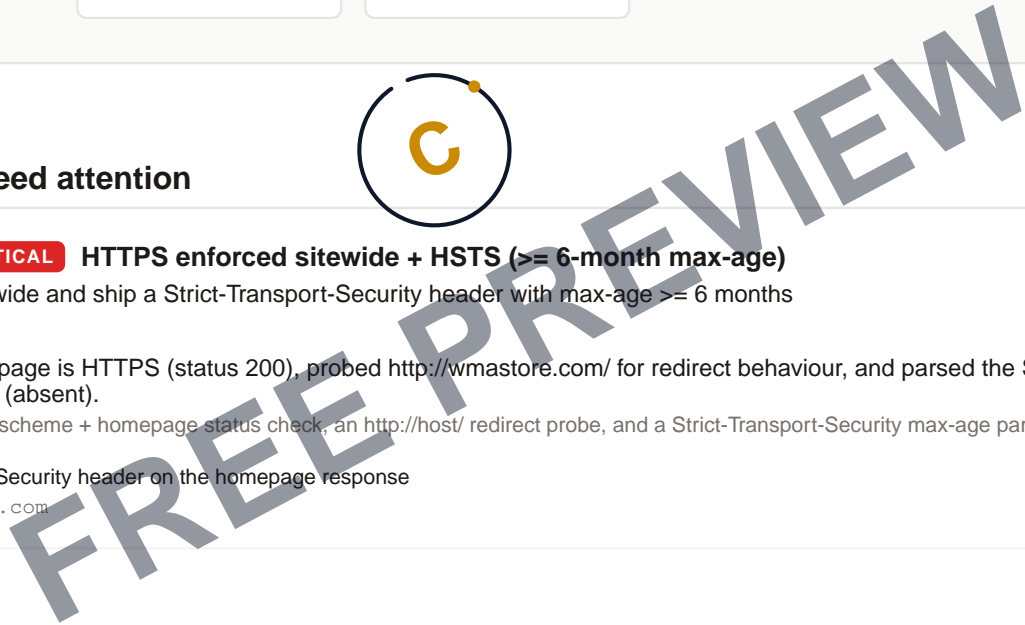 C
eed attention
TICAL HTTPS enforced sitewide + HSTS (>= 6-month max-age)
wide and ship a Strict-Transport-Security header with max-age >= 6 months
page is HTTPS (status 200), probed http://wmastore.com/ for redirect behaviour, and parsed the S
(absent).
scheme + homepage status check, an http://host/ redirect probe, and a Strict-Transport-Security max-age par
Security header on the homepage response
.com
FREE PREVIEW